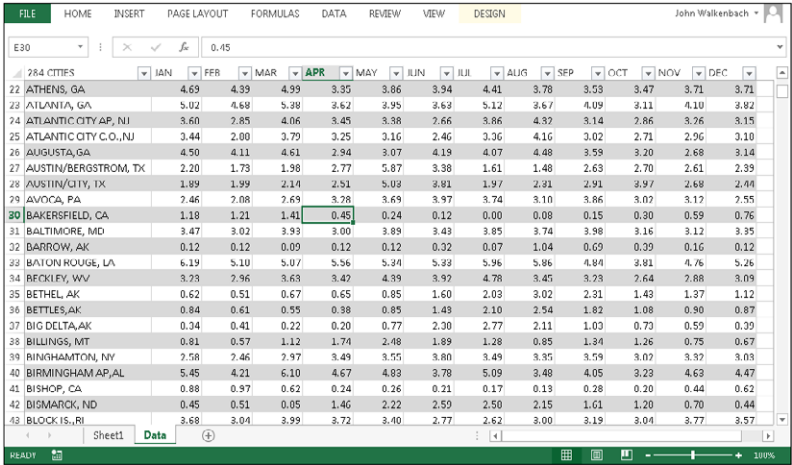 FILE HOME INSERT PAGE LAYOUT FORMULAS DATA REVIEW VIEW DESIGN John Walkenbach
E30 fx 0.45
284 CITIES JAN FEB MAR APR MAY JUN JUL AUG SEP OCT NOV DEC
22 ATHENS, GA 4.69 4.39 4.99 3.35 3.86 3.94 4.41 3.78 3.53 3.47 3.71 3.71
23 ATLANTA, GA 5.02 4.68 5.38 3.62 3.95 3.63 5.12 3.67 4.09 3.11 4.10 3.82
24 ATLANTIC CITY AP, NJ 3.60 2.85 4.06 3.45 3.38 2.66 3.86 4.32 3.14 2.86 3.26 3.15
25 ATLANTIC CITY C.O.,NJ 3.44 2.88 3.79 3.25 3.16 2.46 3.36 4.16 3.02 2.71 2.96 3.10
26 AUGUSTA,GA 4.50 4.11 4.61 2.94 3.07 4.19 4.07 4.48 3.59 3.20 2.68 3.14
27 AUSTIN/BERGSTROM, TX 2.20 1.73 1.98 2.77 5.87 3.38 1.61 1.48 2.63 2.70 2.61 2.39
28 AUSTIN/CITY, TX 1.89 1.99 2.14 2.51 5.03 3.81 1.97 2.31 2.91 3.97 2.68 2.44
29 AVOCA, PA 2.46 2.08 2.69 3.28 3.69 3.97 3.74 3.10 3.86 3.02 3.12 2.55
30 BAKERSFIELD, CA 1.18 1.21 1.41 0.45 0.24 0.12 0.00 0.08 0.15 0.30 0.59 0.76
31 BALTIMORE, MD 3.47 3.02 3.93 3.00 3.89 3.43 3.85 3.74 3.98 3.16 3.12 3.35
32 BARROW, AK 0.12 0.12 0.09 0.12 0.12 0.32 0.87 1.04 0.69 0.39 0.16 0.12
33 BATON ROUGE, LA 6.19 5.10 5.07 5.56 5.34 5.33 5.96 5.86 4.84 3.81 4.76 5.26
34 BECKLEY, WV 3.23 2.96 3.63 3.42 4.39 3.92 4.78 3.45 3.23 2.64 2.88 3.09
35 BETHEL, AK 0.62 0.51 0.67 0.65 0.85 1.60 2.03 3.02 2.31 1.43 1.37 1.12
36 BETTLES,AK 0.84 0.61 0.55 0.38 0.85 1.43 2.10 2.54 1.82 1.08 0.90 0.87
37 BIG DELTA,AK 0.34 0.41 0.22 0.20 0.77 2.30 2.77 2.11 1.03 0.73 0.59 0.39
38 BILLINGS, MT 0.81 0.57 1.12 1.74 2.48 1.89 1.28 0.85 1.34 1.26 0.75 0.67
39 BINGHAMTON, NY 2.58 2.46 2.97 3.49 3.55 3.80 3.49 3.35 3.59 3.02 3.32 3.03
40 BIRMINGHAM AP,AL 5.45 4.21 6.10 4.67 4.83 3.78 5.09 3.48 4.05 3.23 4.63 4.47
41 BISHOP, CA 0.88 0.97 0.62 0.24 0.26 0.21 0.17 0.13 0.28 0.20 0.44 0.62
42 BISMARCK, ND 0.45 0.51 0.05 1.46 2.22 2.59 2.50 2.15 1.61 1.20 0.70 0.44
43 BLOCK IS.,RI 3.68 3.04 3.99 3.72 3.40 2.77 2.62 3.00 3.19 3.04 3.77 3.57
Sheet1 Data
READY 100%